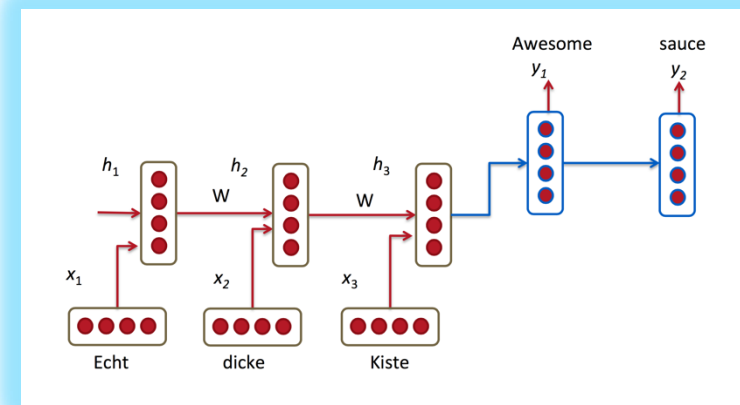 Awesome sauce
y1 y2
h1 h2 h3
W W
x1 x2 x3
Echt dicke Kiste